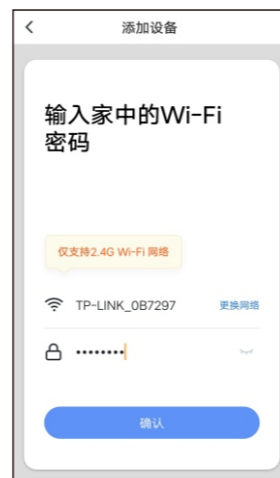 添加设备
输入家中的Wi-Fi
密码
仅支持2.4G Wi-Fi 网络
TP-LINK_0B7297
更换网络
••••••••
确认